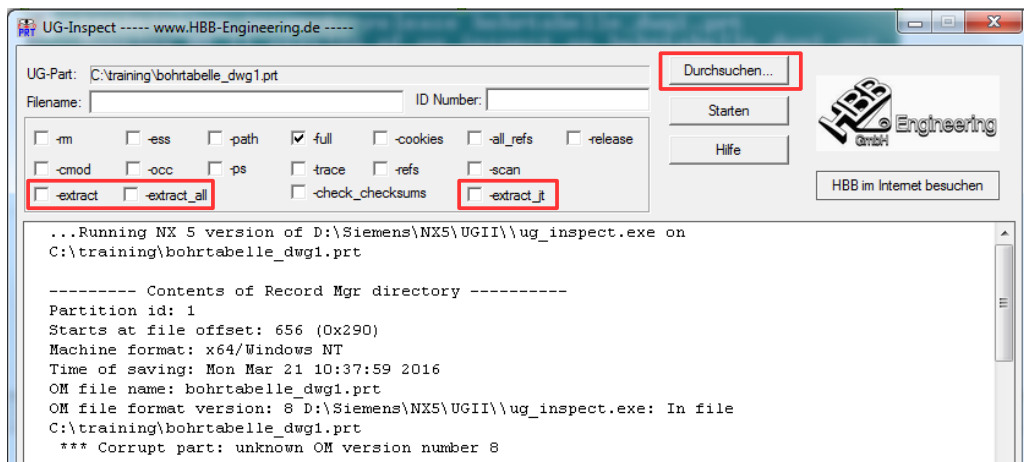 PRT UG-Inspect ----- www.HBB-Engineering.de -----
UG-Part: C:\training\bohrtabelle_dwg1.prt
Durchsuchen...
Filename: ID Number:
Starten
HBB Engineering GmbH
-rm -ess -path -full -cookies -all_refs -release
Hilfe
-cmod -occ -ps -trace -refs -scan
-extract -extract_all -check_checksums -extract_jt
HBB im Internet besuchen
...Running NX 5 version of D:\Siemens\NX5\UGII\\ug_inspect.exe on
C:\training\bohrtabelle_dwg1.prt
--------- Contents of Record Mgr directory ----------
Partition id: 1
Starts at file offset: 656 (0x290)
Machine format: x64/Windows NT
Time of saving: Mon Mar 21 10:37:59 2016
OM file name: bohrtabelle_dwg1.prt
OM file format version: 8 D:\Siemens\NX5\UGII\\ug_inspect.exe: In file
C:\training\bohrtabelle_dwg1.prt
*** Corrupt part: unknown OM version number 8